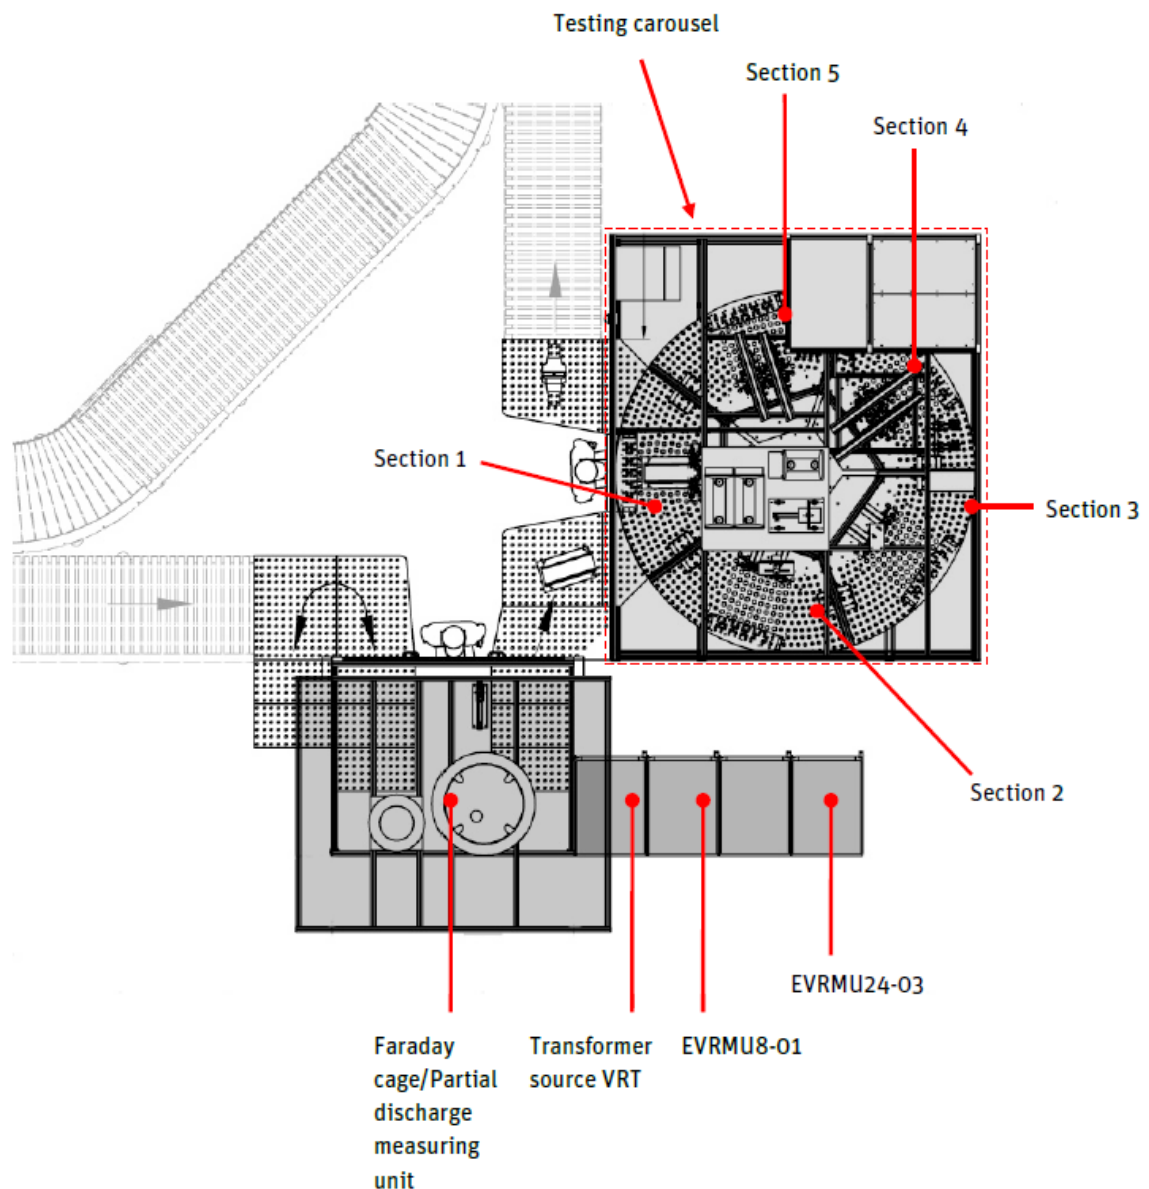 Testing carousel
Section 5
Section 4
Section 1
Section 3
Section 2
EVRMU24-03
Faraday
cage/Partial
discharge
measuring
unit
Transformer
source VRT
EVRMU8-01